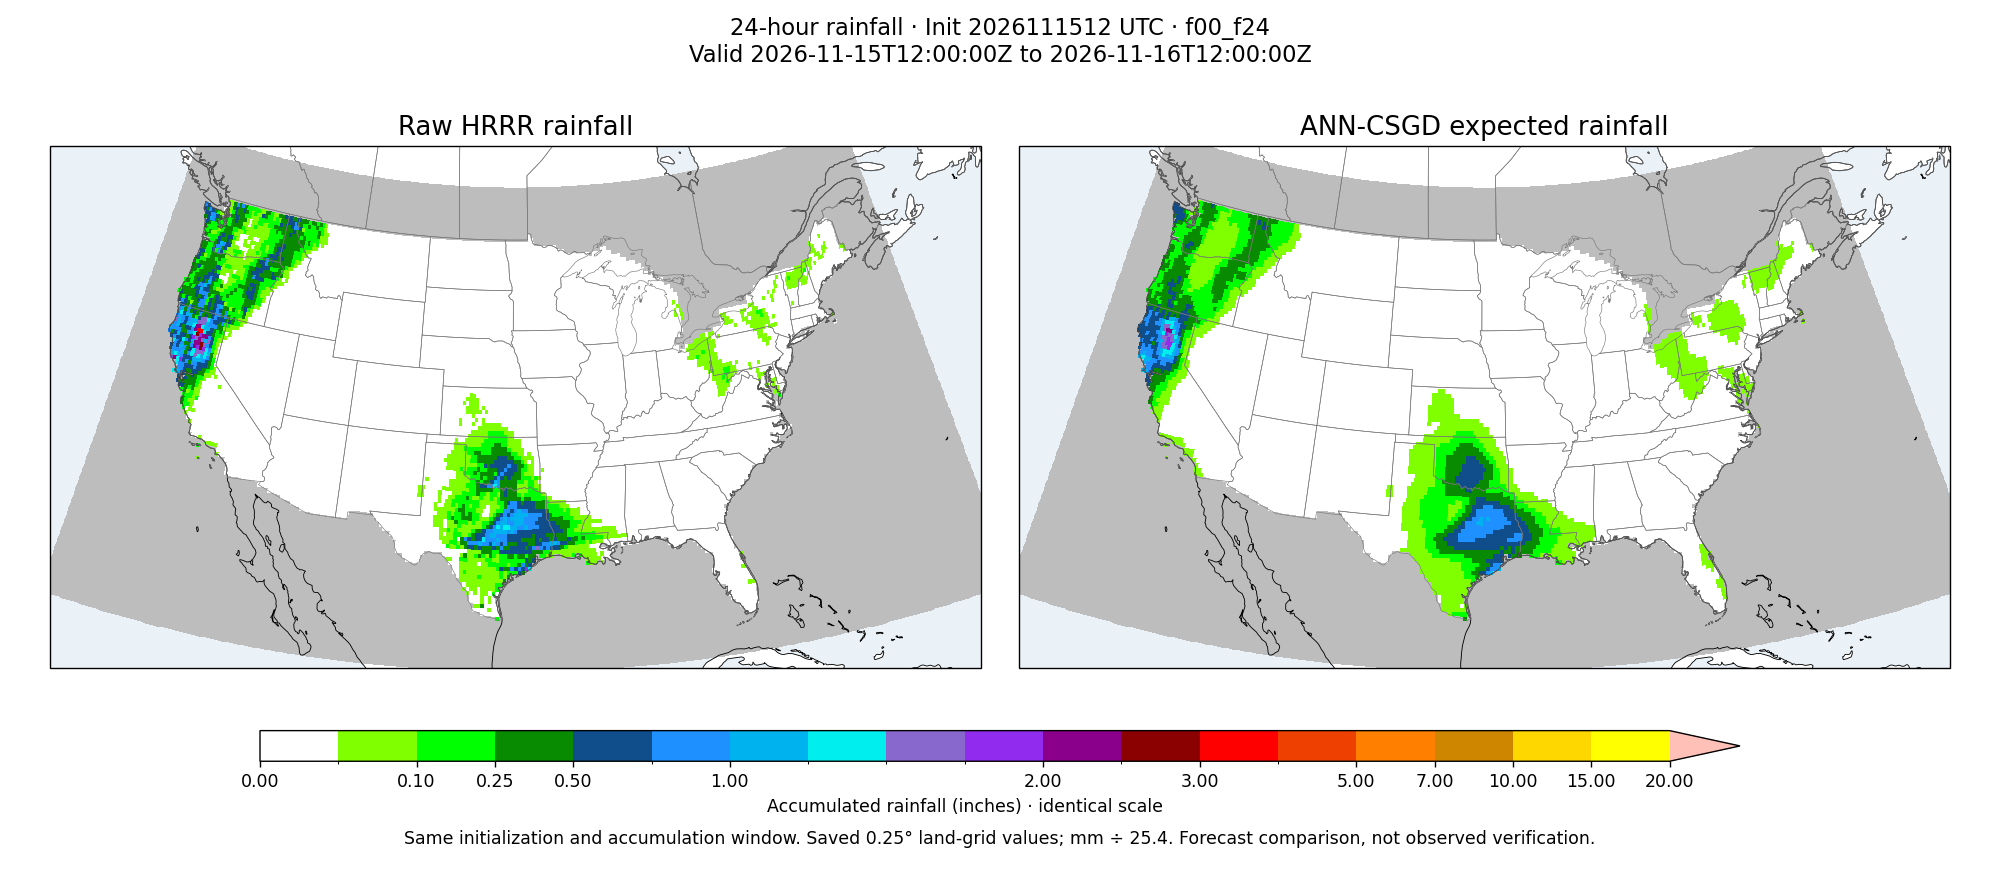 24-hour rainfall · Init 2026111512 UTC · f00_f24
Valid 2026-11-15T12:00:00Z to 2026-11-16T12:00:00Z
Raw HRRR rainfall
ANN-CSGD expected rainfall
0.00 0.10 0.25 0.50 1.00 2.00 3.00 5.00 7.00 10.00 15.00 20.00
Accumulated rainfall (inches) · identical scale
Same initialization and accumulation window. Saved 0.25° land-grid values; mm ÷ 25.4. Forecast comparison, not observed verification.